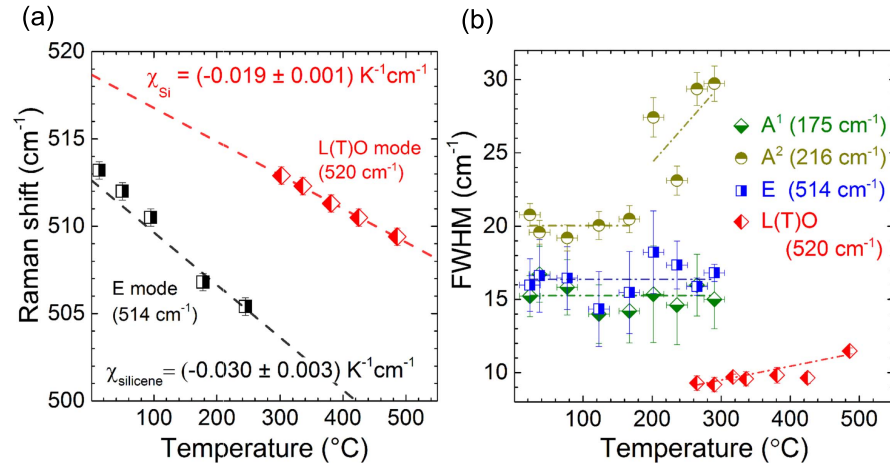 (a)
520
515
510
505
500
100 200 300 400 500
Raman shift (cm⁻¹)
Temperature (°C)
χSi = (-0.019 ± 0.001) K⁻¹cm⁻¹
L(T)O mode
(520 cm⁻¹)
E mode
(514 cm⁻¹)
χsilicene= (-0.030 ± 0.003) K⁻¹cm⁻¹
(b)
30
25
20
15
10
0 100 200 300 400 500
FWHM (cm⁻¹)
Temperature (°C)
A¹ (175 cm⁻¹)
A² (216 cm⁻¹)
E (514 cm⁻¹)
L(T)O
(520 cm⁻¹)